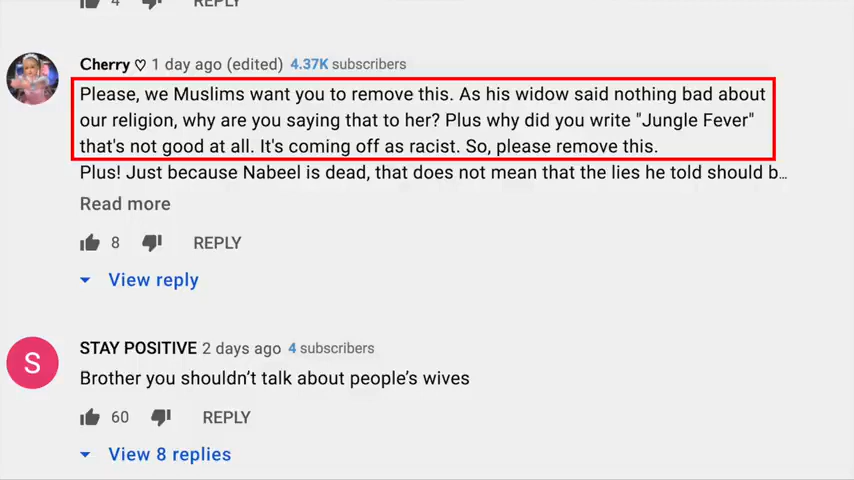 4 REPLY
Cherry ♡ 1 day ago (edited) 4.37K subscribers
Please, we Muslims want you to remove this. As his widow said nothing bad about
our religion, why are you saying that to her? Plus why did you write "Jungle Fever"
that's not good at all. It's coming off as racist. So, please remove this.
Plus! Just because Nabeel is dead, that does not mean that the lies he told should b…
Read more
8 REPLY
View reply
S
STAY POSITIVE 2 days ago 4 subscribers
Brother you shouldn’t talk about people’s wives
60 REPLY
View 8 replies